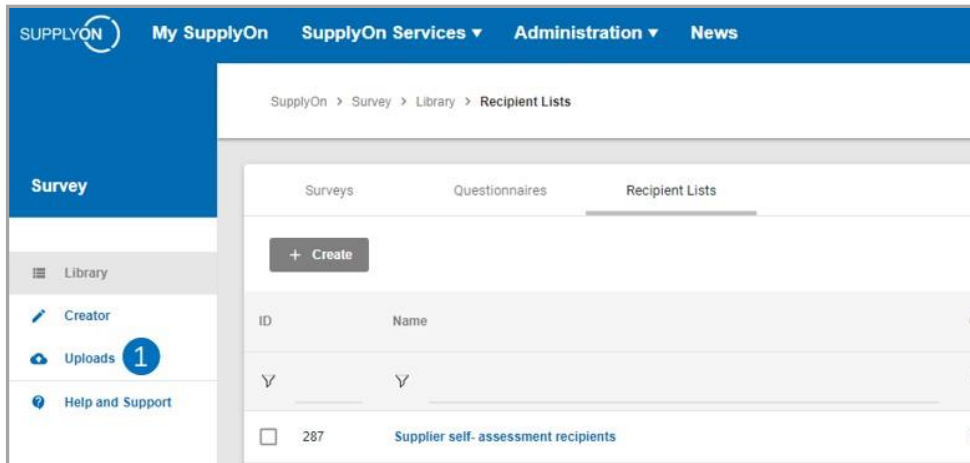 SUPPLYON My SupplyOn SupplyOn Services ▾ Administration ▾ News
SupplyOn > Survey > Library > Recipient Lists
Survey
Surveys Questionnaires Recipient Lists
+ Create
Library
Creator
Uploads 1
Help and Support
ID Name
287 Supplier self- assessment recipients